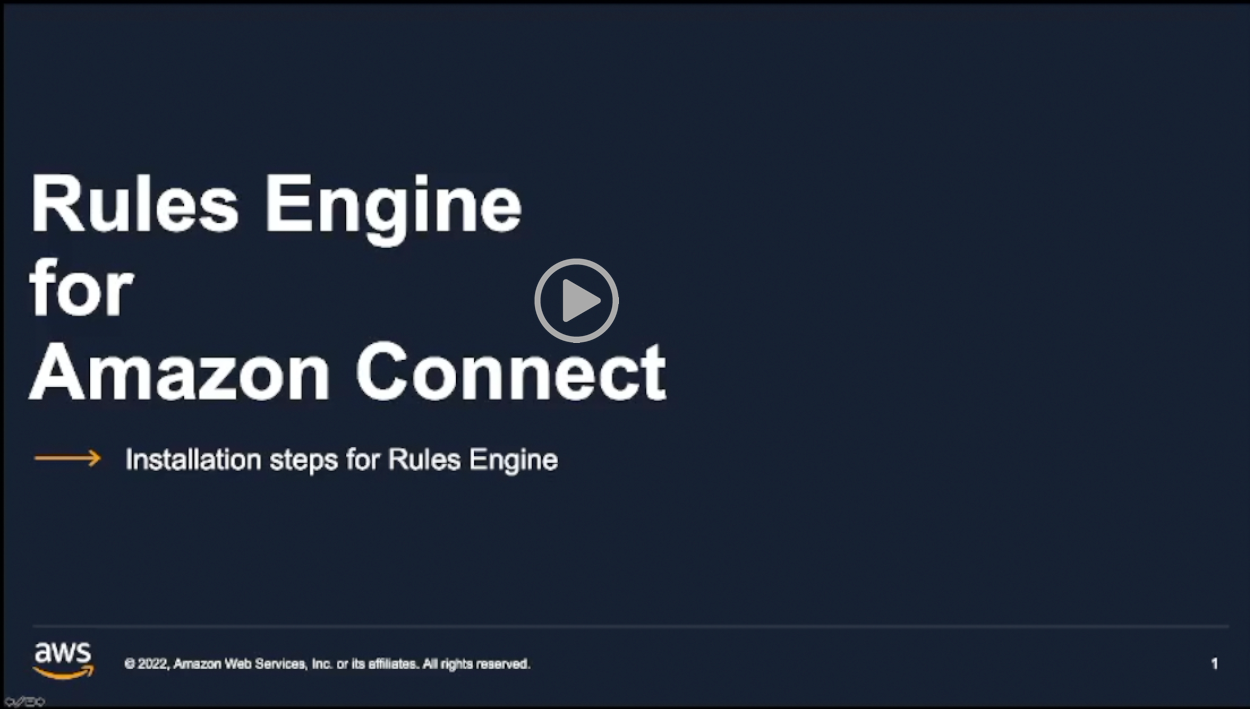 Rules Engine
for
Amazon Connect
Installation steps for Rules Engine
aws
© 2022, Amazon Web Services, Inc. or its affiliates. All rights reserved.
1